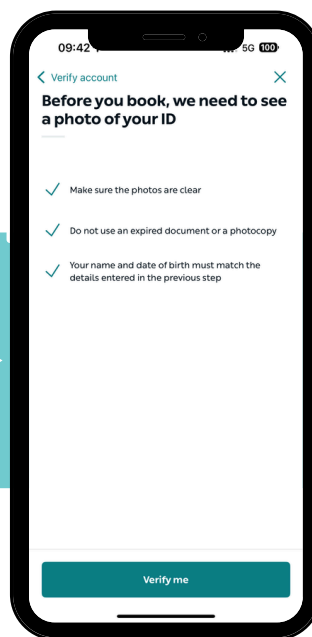 09:42
5G 100
Verify account
Before you book, we need to see
a photo of your ID
Make sure the photos are clear
Do not use an expired document or a photocopy
Your name and date of birth must match the
details entered in the previous step
Verify me